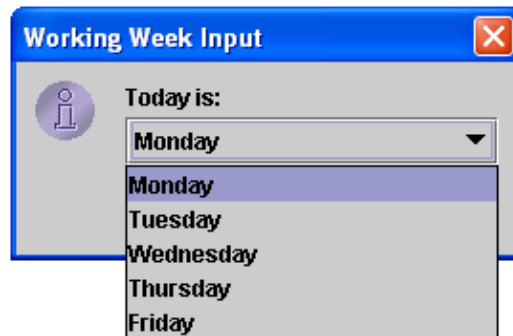 Working Week Input
Today is:
Monday
Monday
Tuesday
Wednesday
Thursday
Friday